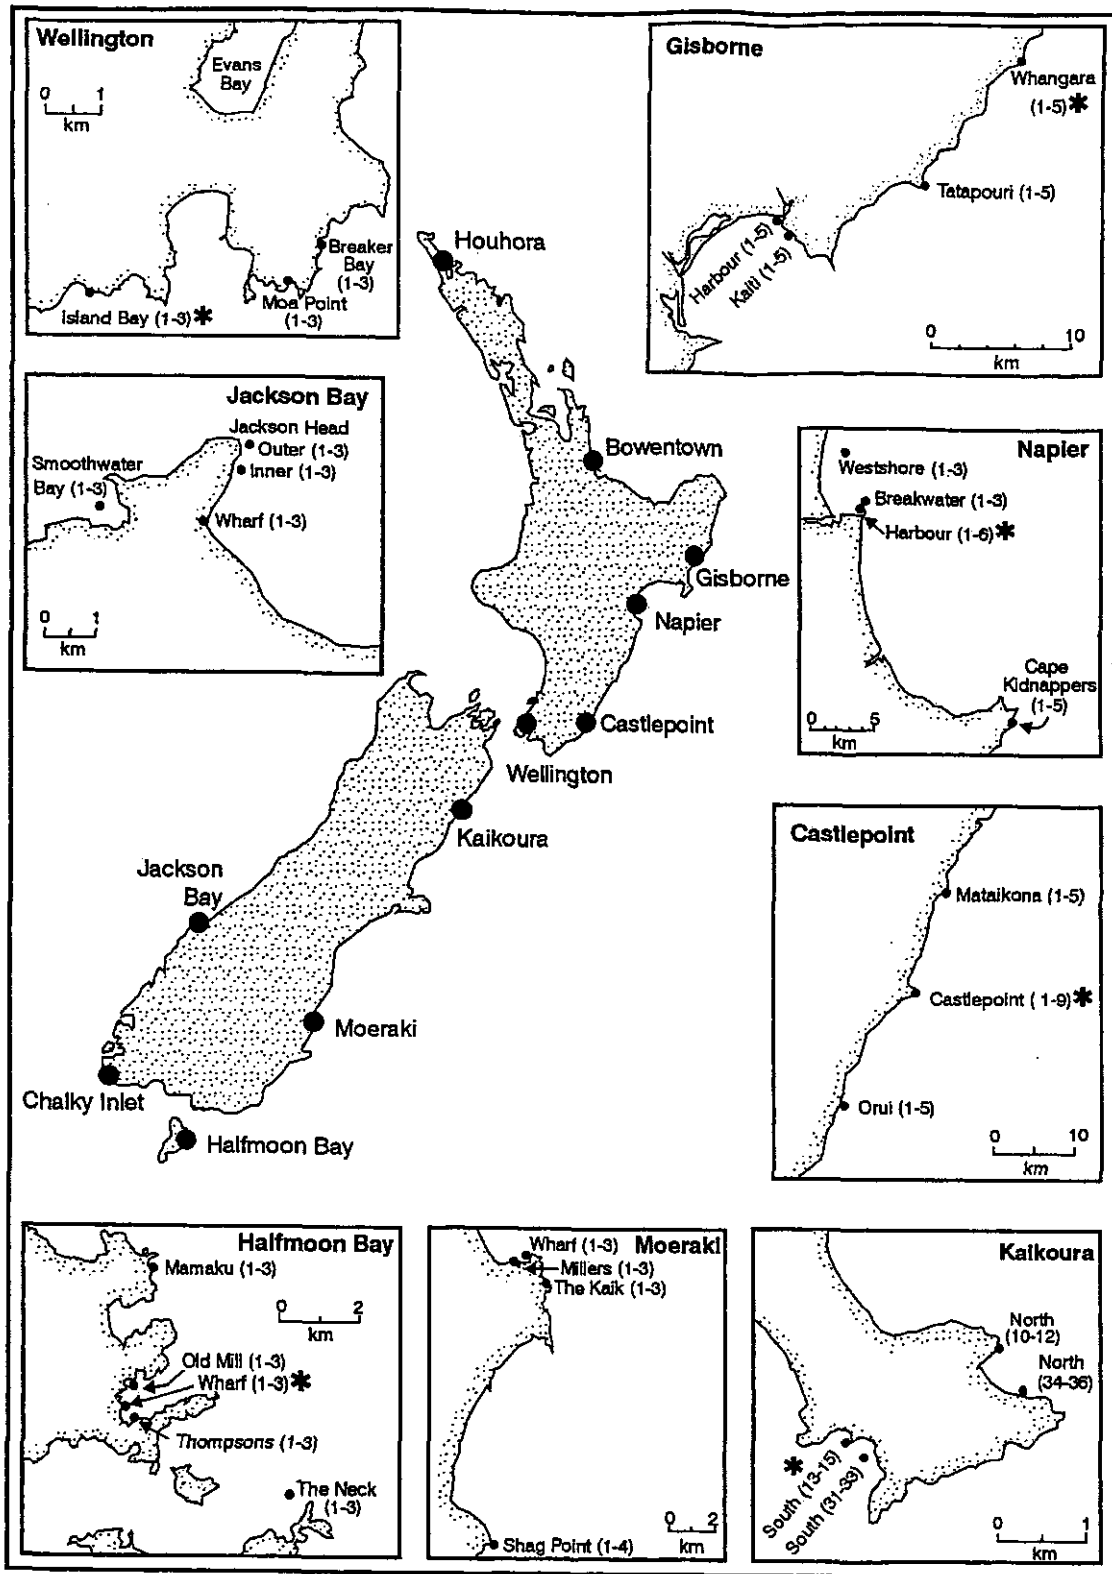 Wellington
Evans
Bay
0 1
km
Breaker
Bay
(1-3)
Moa Point
(1-3)
Island Bay (1-3)*
Gisborne
Whangara
(1-5)*
Tatapouri (1-5)
Harbour (1-5)
Kaiti (1-5)
0 10
km
Jackson Bay
Jackson Head
Outer (1-3)
Inner (1-3)
Smoothwater
Bay (1-3)
Wharf (1-3)
0 1
km
Houhora
Bowentown
Gisborne
Napier
Castlepoint
Wellington
Kaikoura
Jackson
Bay
Moeraki
Chalky Inlet
Halfmoon Bay
Napier
Westshore (1-3)
Breakwater (1-3)
Harbour (1-6)*
Cape
Kidnappers
(1-5)
0 5
km
Castlepoint
Mataikona (1-5)
Castlepoint ( 1-9)*
Orui (1-5)
0 10
km
Halfmoon Bay
Mamaku (1-3)
0 2
km
Old Mill (1-3)
Wharf (1-3)*
Thompsons (1-3)
The Neck
(1-3)
Moeraki
Wharf (1-3)
Millers (1-3)
The Kaik (1-3)
0 2
km
Shag Point (1-4)
Kaikoura
North
(10-12)
North
(34-36)
*
South (13-15)
South (31-33)
0 1
km